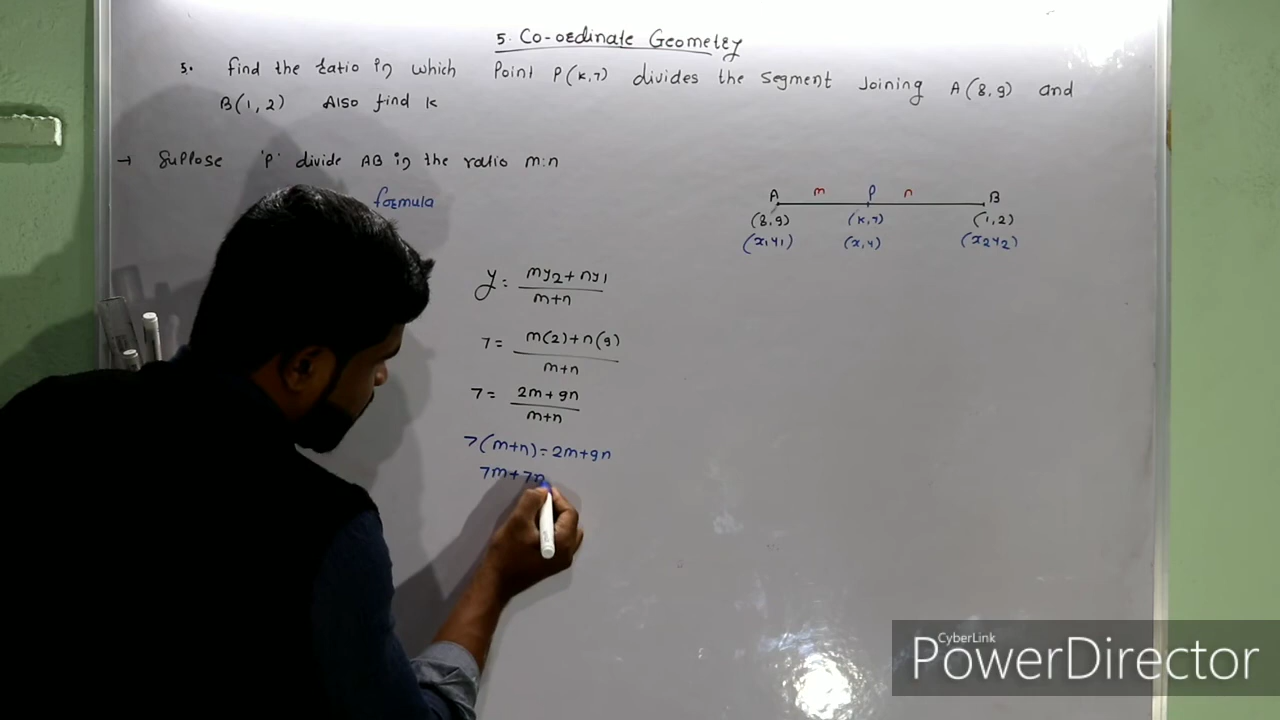 5. Co-ordinate Geometry
5. find the ratio in which Point P(k,7) divides the segment Joining A(8,9) and
B(1,2) Also find k
→ Suppose 'P' divide AB in the ratio m:n
formula
A m P n B
(8,9) (k,7) (1,2)
(x1y1) (x,y) (x2y2)
y = my2+ny1
m+n
7 = m(2)+n(9)
m+n
7 = 2m+9n
m+n
7(m+n)=2m+9n
7m+7n
CyberLink
PowerDirector